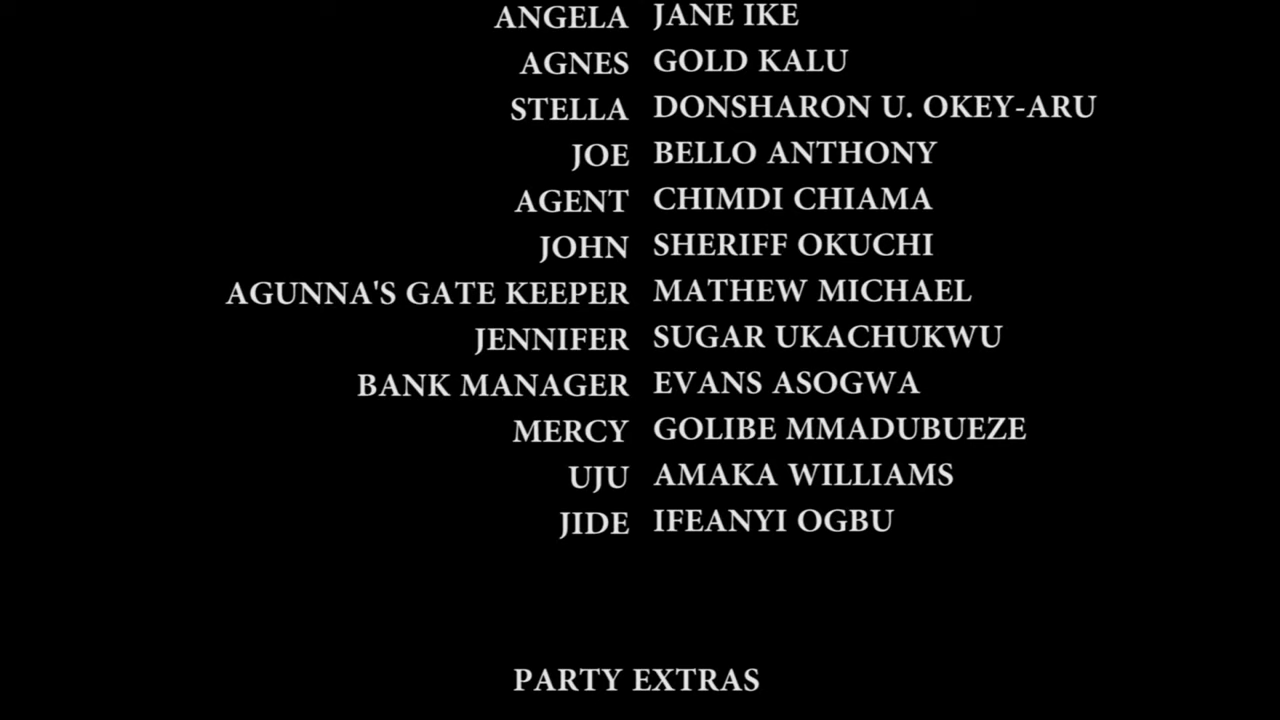 ANGELA JANE IKE
AGNES GOLD KALU
STELLA DONSHARON U. OKEY-ARU
JOE BELLO ANTHONY
AGENT CHIMDI CHIAMA
JOHN SHERIFF OKUCHI
AGUNNA'S GATE KEEPER MATHEW MICHAEL
JENNIFER SUGAR UKACHUKWU
BANK MANAGER EVANS ASOGWA
MERCY GOLIBE MMADUBUEZE
UJU AMAKA WILLIAMS
JIDE IFEANYI OGBU
PARTY EXTRAS